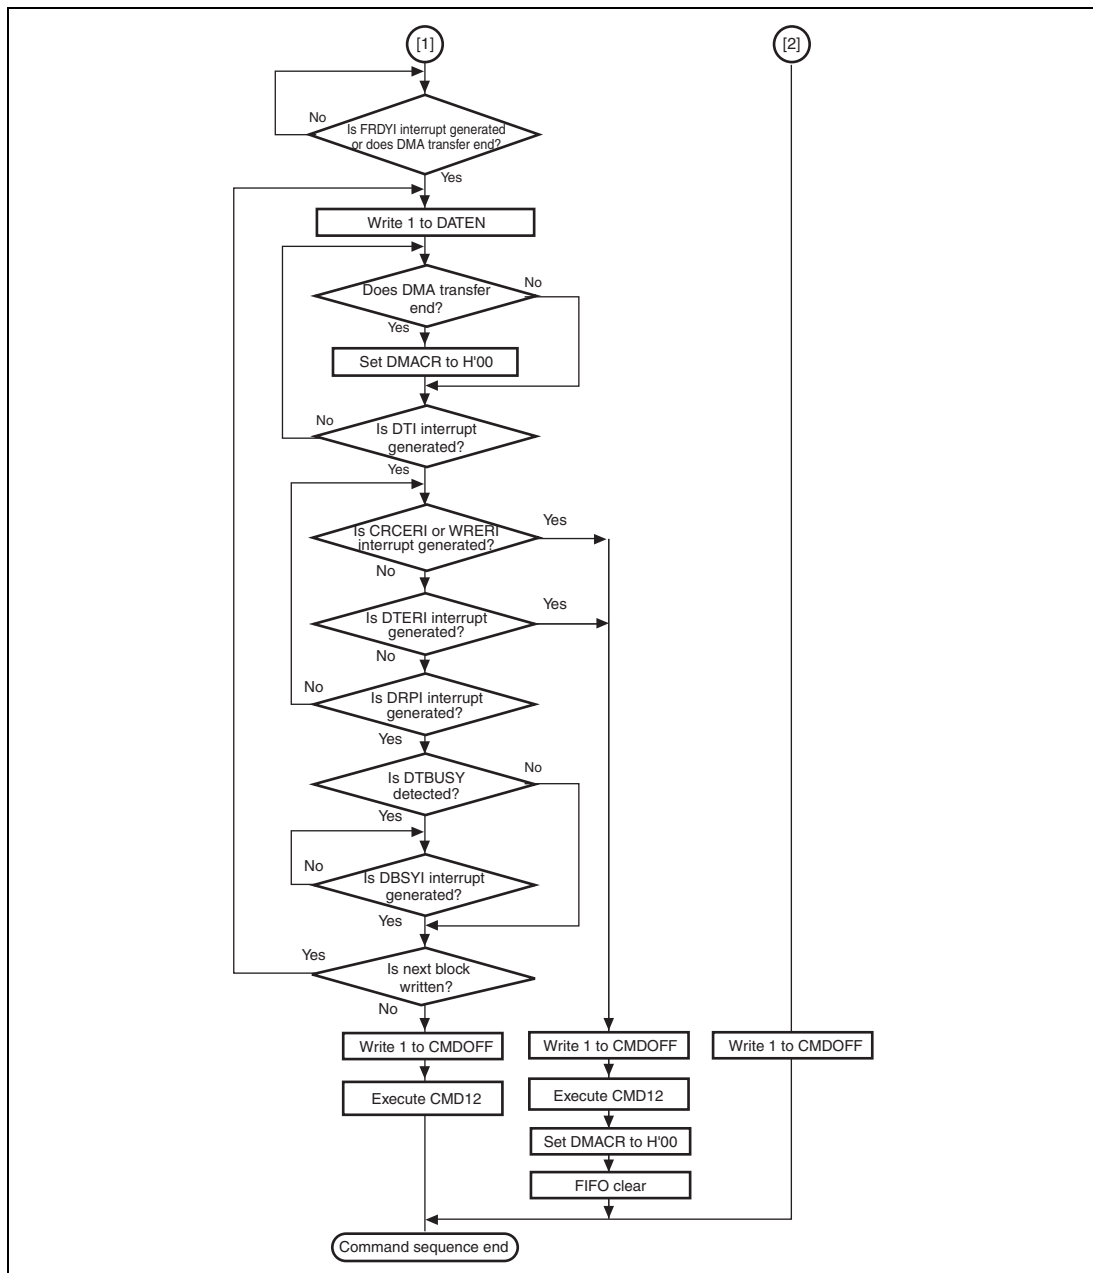 [1]
[2]
No
Is FRDYI interrupt generated
or does DMA transfer end?
Yes
Write 1 to DATEN
Does DMA transfer
end?
No
Yes
Set DMACR to H'00
No
Is DTI interrupt
generated?
Yes
Is CRCERI or WRERI
interrupt generated?
Yes
No
Is DTERI interrupt
generated?
Yes
No
No
Is DRPI interrupt
generated?
Yes
Is DTBUSY
detected?
No
Yes
No
Is DBSYI interrupt
generated?
Yes
Yes
Is next block
written?
No
Write 1 to CMDOFF
Write 1 to CMDOFF
Write 1 to CMDOFF
Execute CMD12
Execute CMD12
Set DMACR to H'00
FIFO clear
Command sequence end